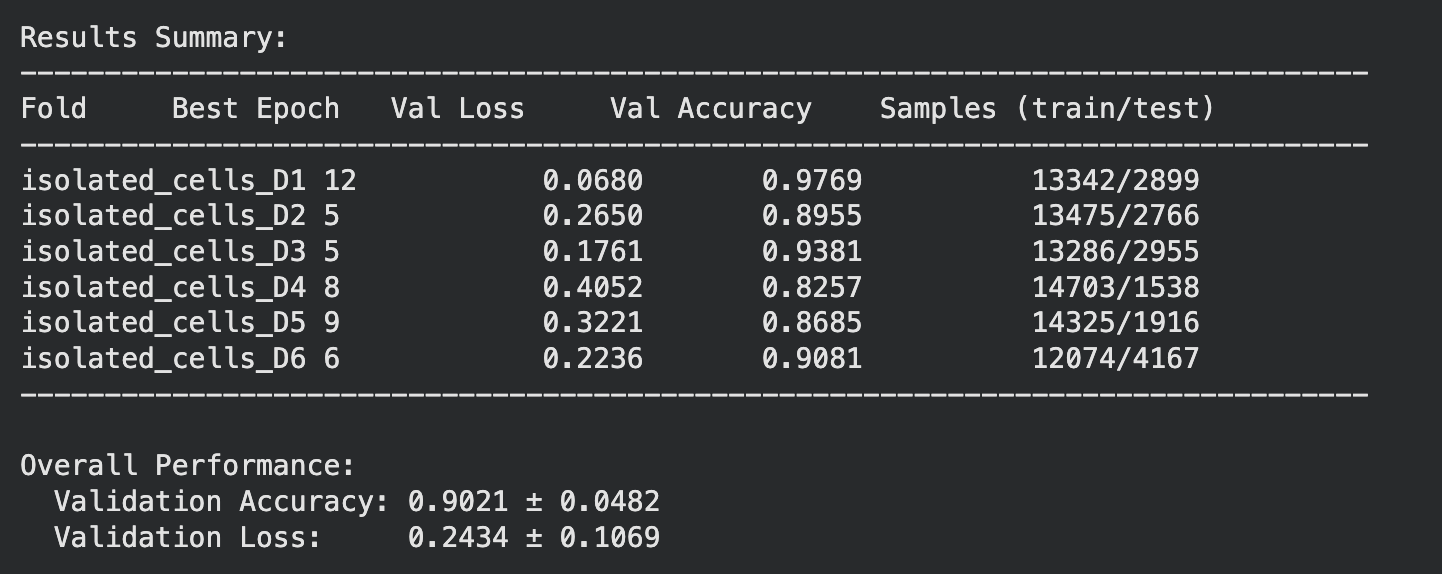 Results Summary:
--------------------------------------------------------------------------------
Fold     Best Epoch   Val Loss     Val Accuracy    Samples (train/test)
--------------------------------------------------------------------------------
isolated_cells_D1 12           0.0680       0.9769          13342/2899
isolated_cells_D2 5            0.2650       0.8955          13475/2766
isolated_cells_D3 5            0.1761       0.9381          13286/2955
isolated_cells_D4 8            0.4052       0.8257          14703/1538
isolated_cells_D5 9            0.3221       0.8685          14325/1916
isolated_cells_D6 6            0.2236       0.9081          12074/4167
--------------------------------------------------------------------------------
Overall Performance:
  Validation Accuracy: 0.9021 ± 0.0482
  Validation Loss:     0.2434 ± 0.1069